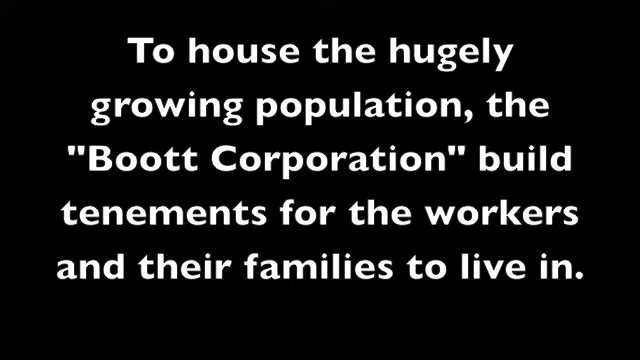 To house the hugely
growing population, the
"Boott Corporation" build
tenements for the workers
and their families to live in.